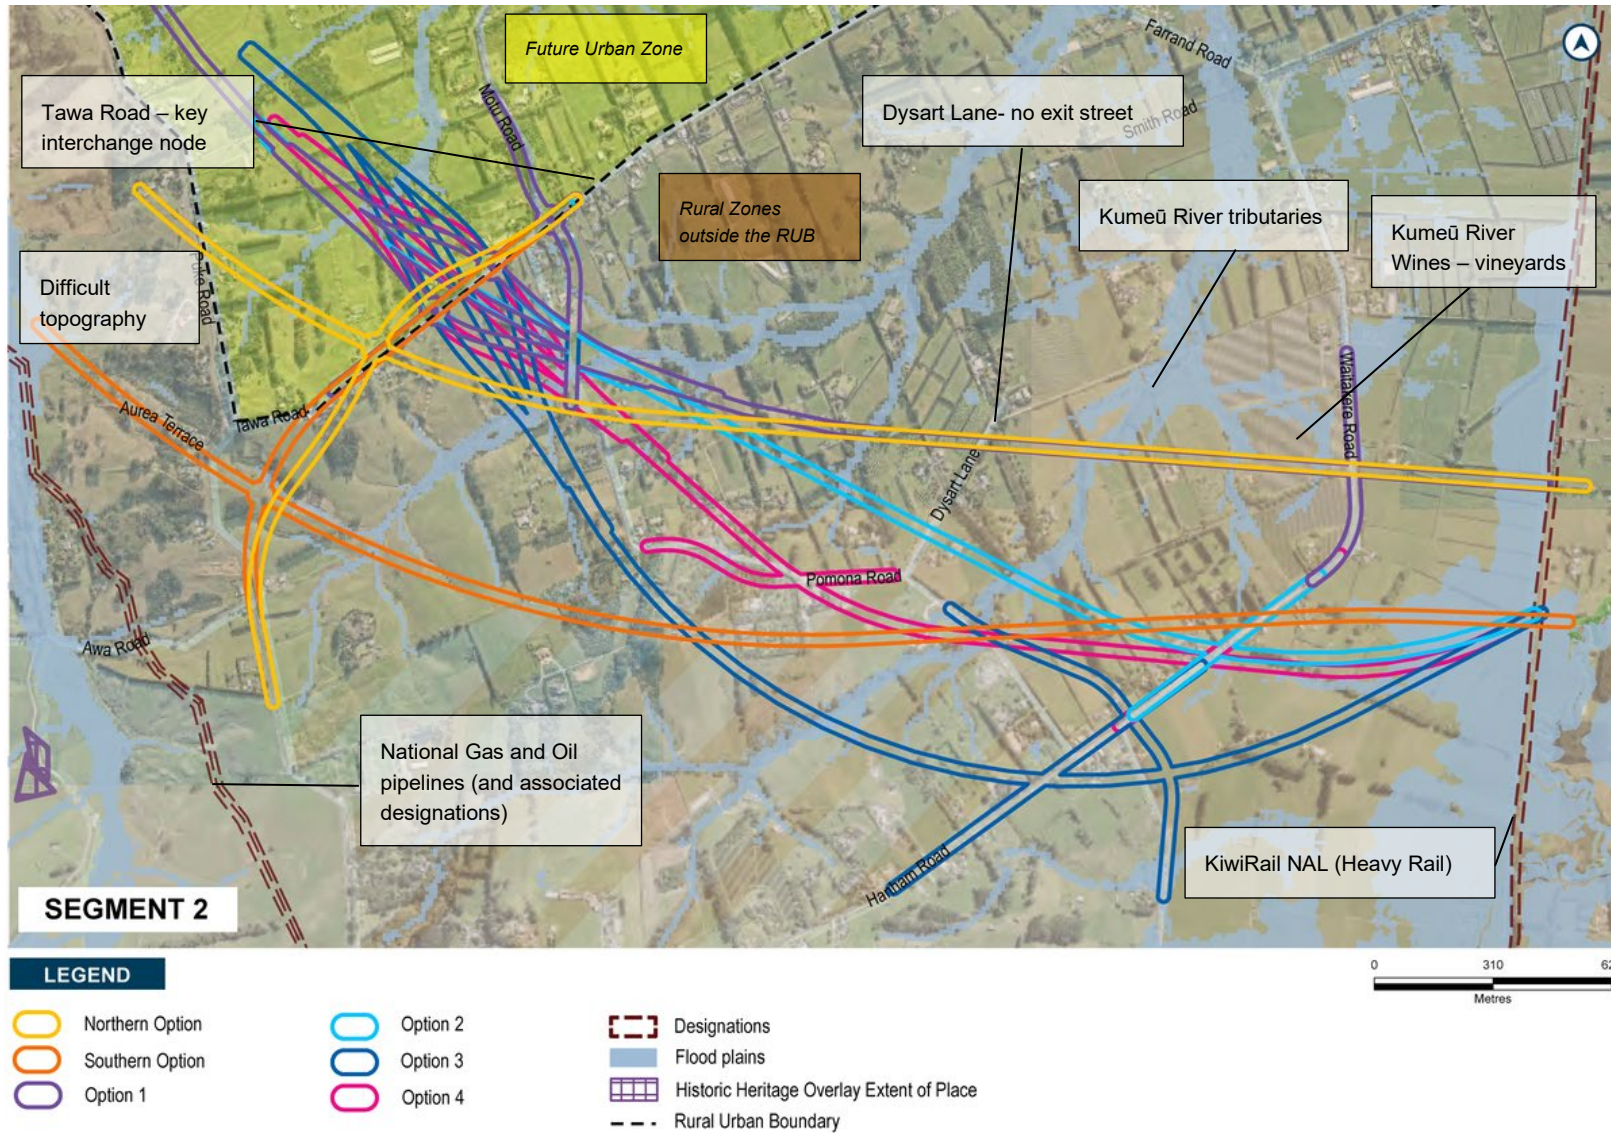 Farrand Road
Future Urban Zone
Motu Road
Tawa Road – key
interchange node
Dysart Lane- no exit street
Smith Road
Rural Zones
outside the RUB
Kumeū River tributaries
Kumeū River
Wines – vineyards
Difficult
topography
Puke Road
Waitakere Road
Aurea Terrace
Tawa Road
Dysart Lane
Pomona Road
Awa Road
National Gas and Oil
pipelines (and associated
designations)
KiwiRail NAL (Heavy Rail)
Hanham Road
SEGMENT 2
LEGEND
0 310 62
Metres
Northern Option
Southern Option
Option 1
Option 2
Option 3
Option 4
Designations
Flood plains
Historic Heritage Overlay Extent of Place
Rural Urban Boundary